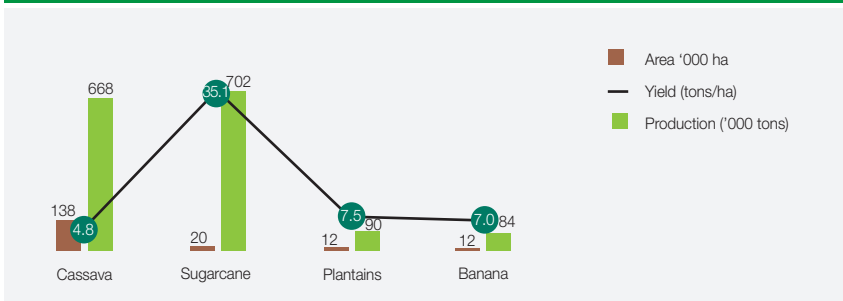 Area ‘000 ha
Yield (tons/ha)
Production (’000 tons)
138
4.8
668
20
35.1
702
12
7.5
90
12
7.0
84
Cassava
Sugarcane
Plantains
Banana